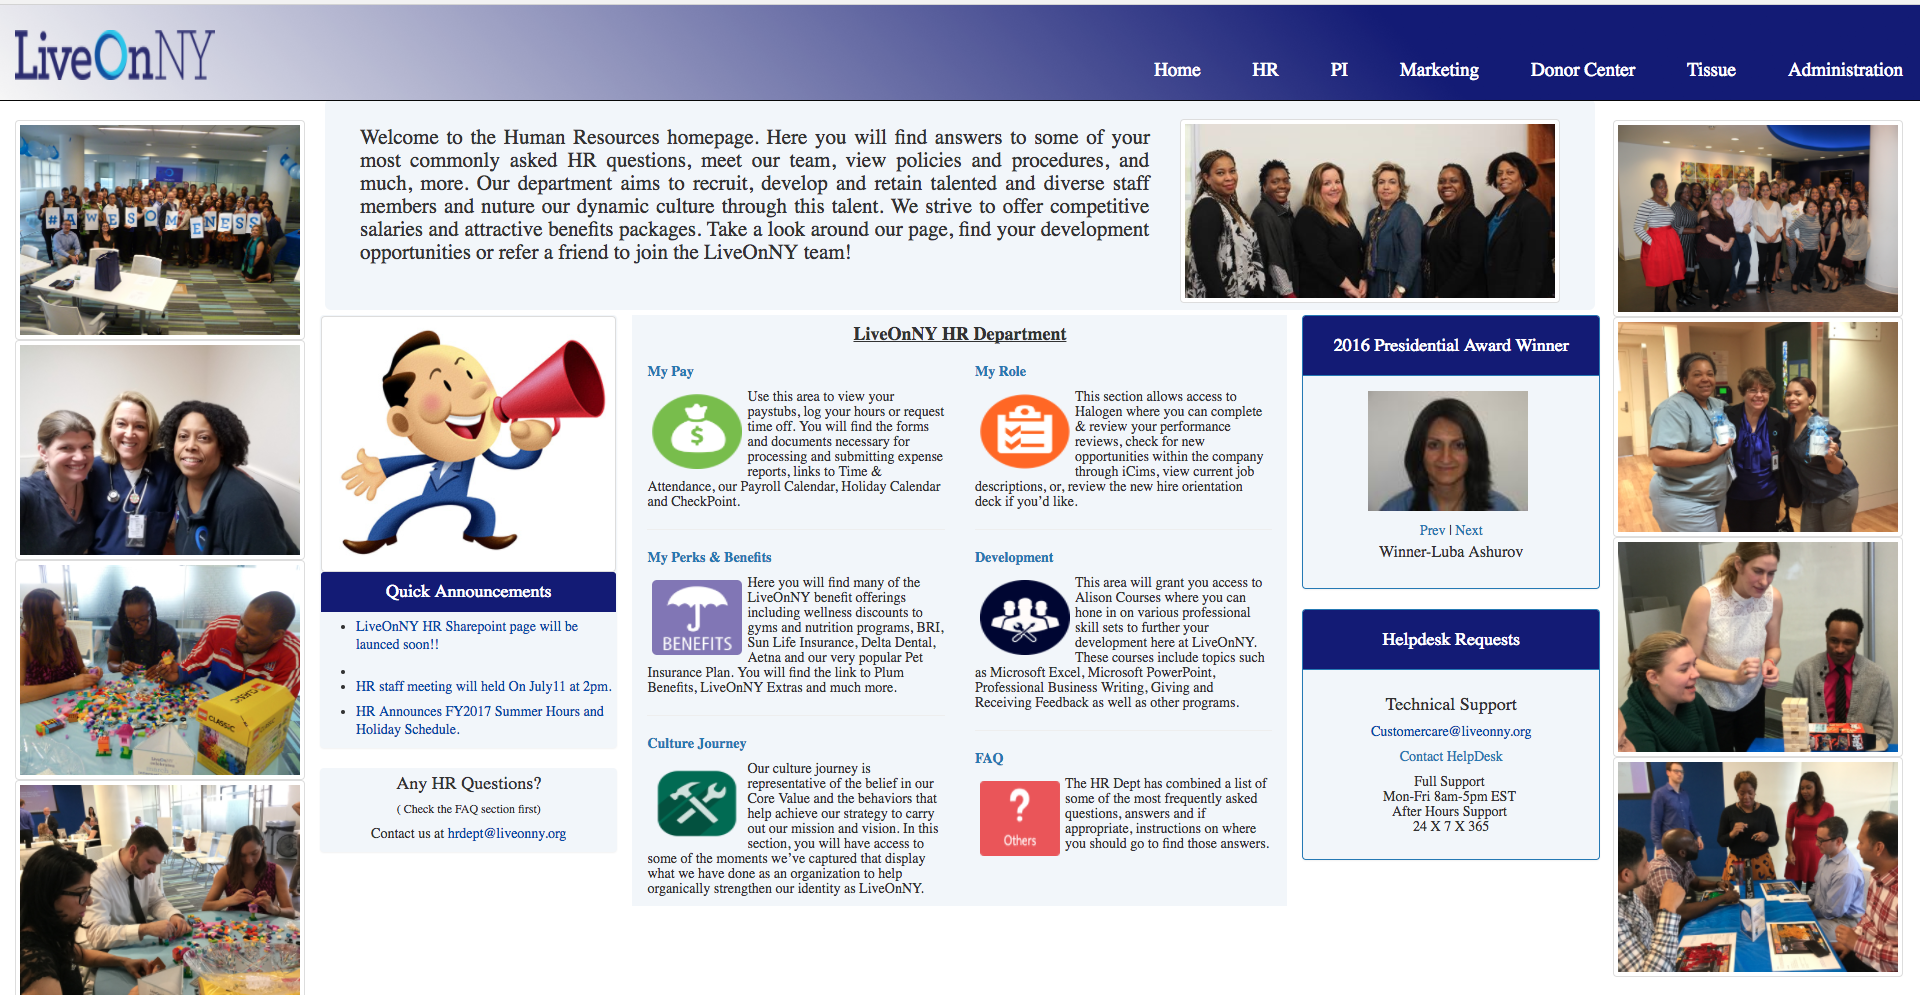 LiveOnNY
Home HR PI Marketing Donor Center Tissue Administration
Welcome to the Human Resources homepage. Here you will find answers to some of your
most commonly asked HR questions, meet our team, view policies and procedures, and
much, more. Our department aims to recruit, develop and retain talented and diverse staff
members and nuture our dynamic culture through this talent. We strive to offer competitive
salaries and attractive benefits packages. Take a look around our page, find your development
opportunities or refer a friend to join the LiveOnNY team!
#AWESOMENESS
Quick Announcements
LiveOnNY HR Sharepoint page will be
launced soon!!
HR staff meeting will held On July11 at 2pm.
HR Announces FY2017 Summer Hours and
Holiday Schedule.
Any HR Questions?
( Check the FAQ section first)
Contact us at hrdept@liveonny.org
LiveOnNY HR Department
My Pay
Use this area to view your
paystubs, log your hours or request
time off. You will find the forms
and documents necessary for
processing and submitting expense
reports, links to Time &
Attendance, our Payroll Calendar, Holiday Calendar
and CheckPoint.
My Role
This section allows access to
Halogen where you can complete
& review your performance
reviews, check for new
opportunities within the company
through iCims, view current job
descriptions, or, review the new hire orientation
deck if you'd like.
My Perks & Benefits
BENEFITS
Here you will find many of the
LiveOnNY benefit offerings
including wellness discounts to
gyms and nutrition programs, BRI,
Sun Life Insurance, Delta Dental,
Aetna and our very popular Pet
Insurance Plan. You will find the link to Plum
Benefits, LiveOnNY Extras and much more.
Development
This area will grant you access to
Alison Courses where you can
hone in on various professional
skill sets to further your
development here at LiveOnNY.
These courses include topics such
as Microsoft Excel, Microsoft PowerPoint,
Professional Business Writing, Giving and
Receiving Feedback as well as other programs.
Culture Journey
Our culture journey is
representative of the belief in our
Core Value and the behaviors that
help achieve our strategy to carry
out our mission and vision. In this
section, you will have access to
some of the moments we've captured that display
what we have done as an organization to help
organically strengthen our identity as LiveOnNY.
FAQ
?
Others
The HR Dept has combined a list of
some of the most frequently asked
questions, answers and if
appropriate, instructions on where
you should go to find those answers.
2016 Presidential Award Winner
Prev | Next
Winner-Luba Ashurov
Helpdesk Requests
Technical Support
Customercare@liveonny.org
Contact HelpDesk
Full Support
Mon-Fri 8am-5pm EST
After Hours Support
24 X 7 X 365
CLASSIC